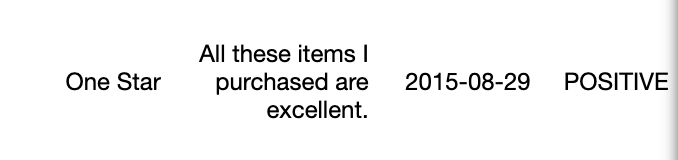 One Star
All these items I
purchased are
excellent.
2015-08-29
POSITIVE